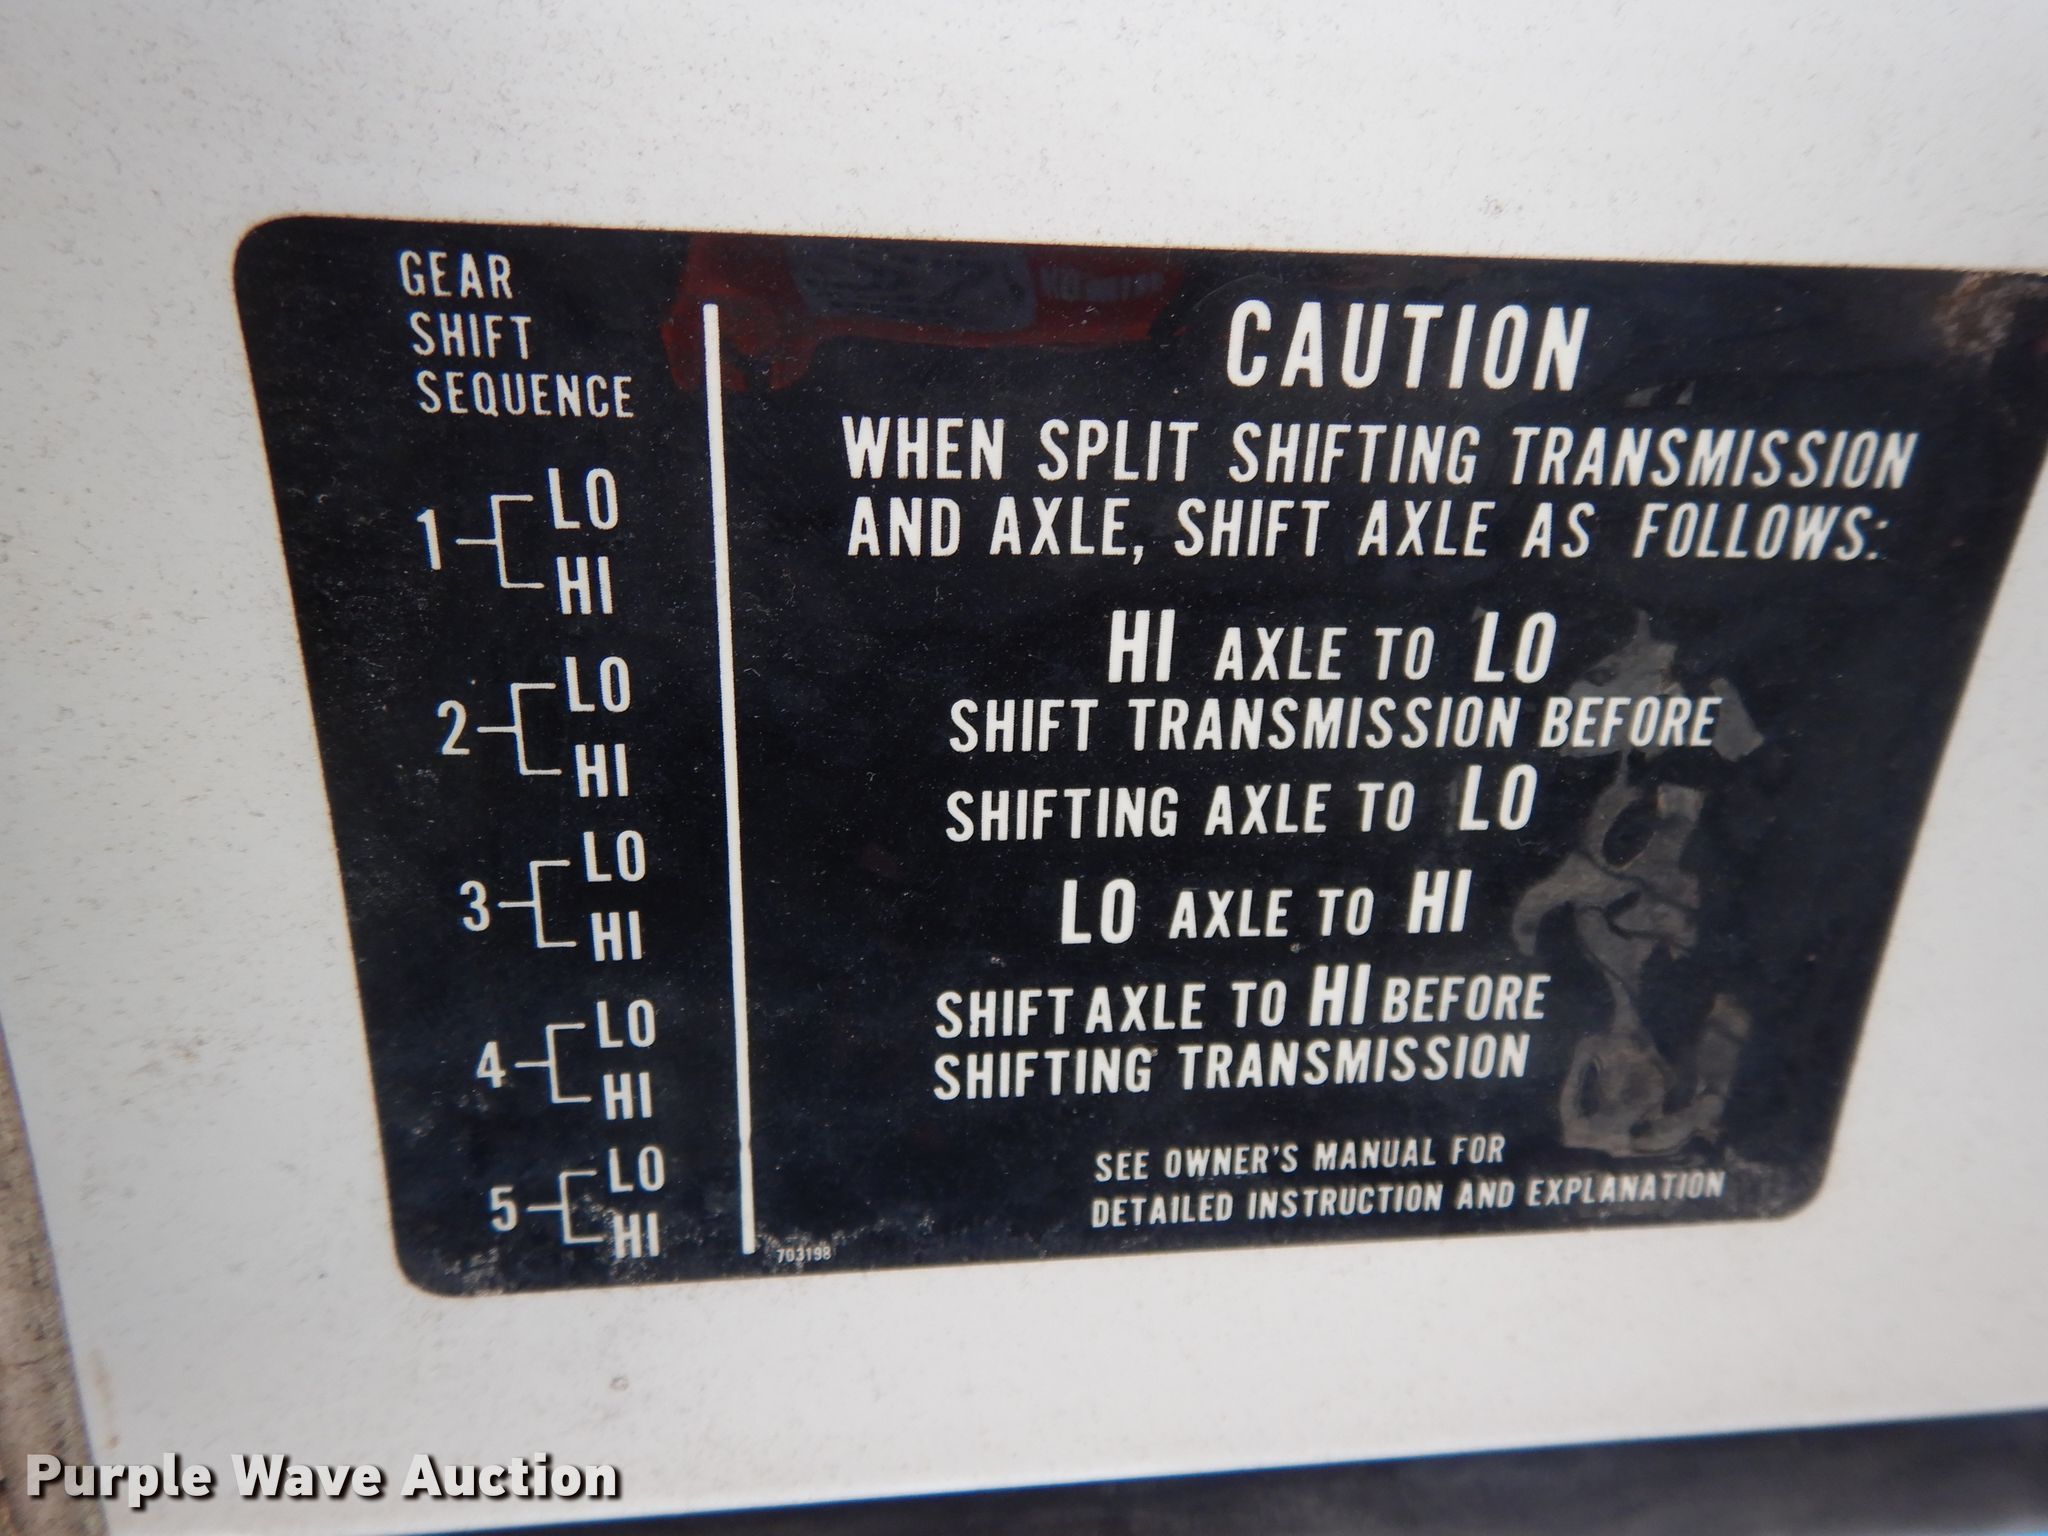 GEAR
SHIFT
SEQUENCE
1 LO
HI
2 LO
HI
3 LO
HI
4 LO
HI
5 LO
HI
CAUTION
WHEN SPLIT SHIFTING TRANSMISSION
AND AXLE, SHIFT AXLE AS FOLLOWS:
HI AXLE TO LO
SHIFT TRANSMISSION BEFORE
SHIFTING AXLE TO LO
LO AXLE TO HI
SHIFT AXLE TO HI BEFORE
SHIFTING TRANSMISSION
SEE OWNER'S MANUAL FOR
DETAILED INSTRUCTION AND EXPLANATION
703198
Purple Wave Auction